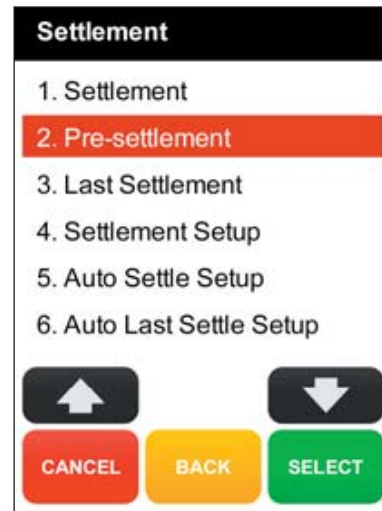 Settlement
1. Settlement
2. Pre-settlement
3. Last Settlement
4. Settlement Setup
5. Auto Settle Setup
6. Auto Last Settle Setup
CANCEL BACK SELECT